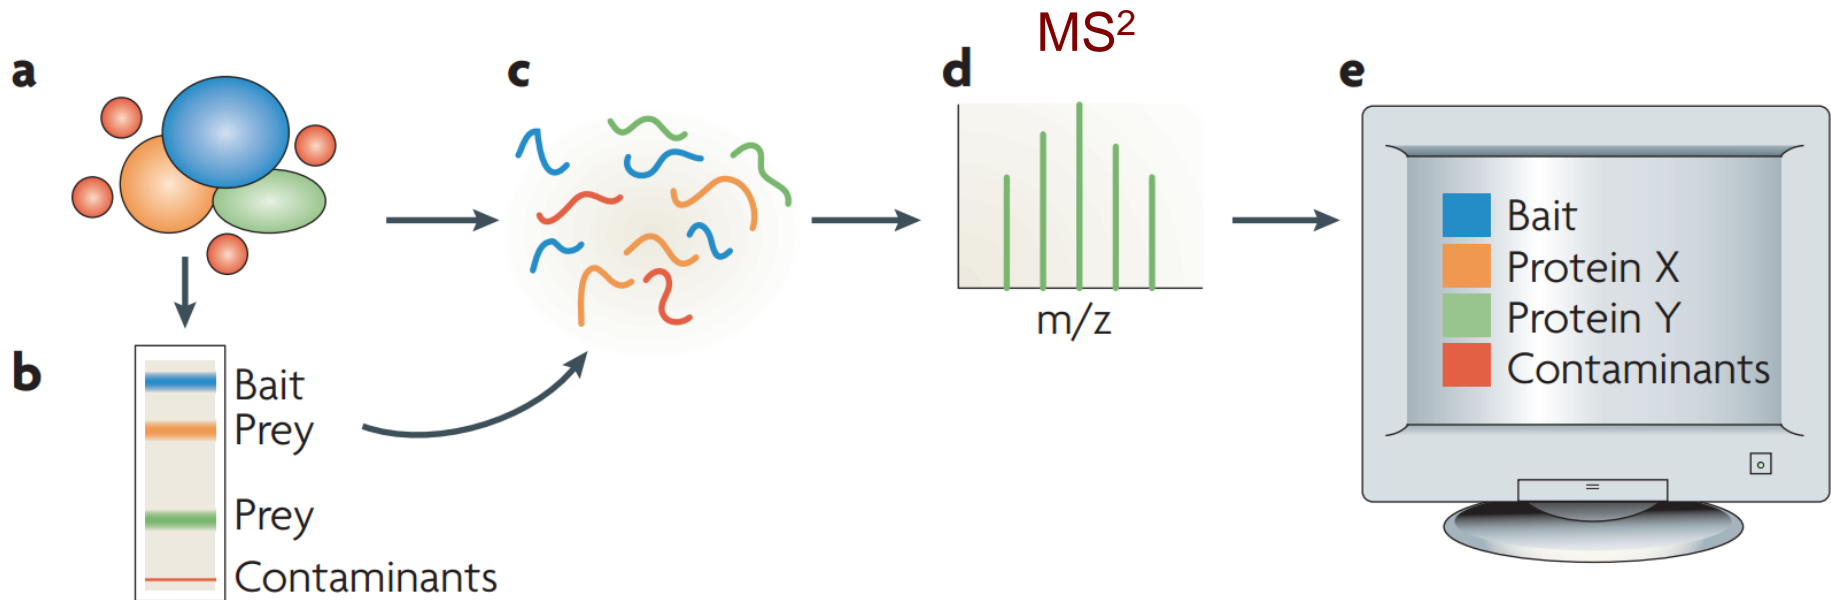 MS²
a
c
d
e
Bait
Protein X
Protein Y
Contaminants
m/z
b
Bait
Prey
Prey
Contaminants